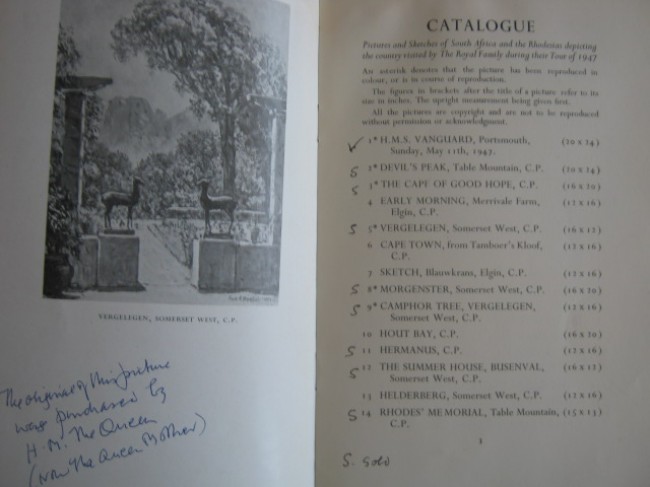 VERGELEGEN, SOMERSET WEST, C.P.
The original of this picture
was purchased by
H.M. The Queen
(now The Queen Mother)
CATALOGUE
Pictures and Sketches of South Africa and the Rhodesias depicting
the country visited by The Royal Family during their Tour of 1947
An asterisk denotes that the picture has been reproduced in
colour, or is in course of reproduction.
The figures in brackets after the title of a picture refer to its
size in inches. The upright measurement being given first.
All the pictures are copyright and are not to be reproduced
without permission or acknowledgment.
✓ 1* H.M.S. VANGUARD, Portsmouth, (20 x 24)
Sunday, May 11th, 1947.
S 2* DEVIL'S PEAK, Table Mountain, C.P. (20 x 24)
S 3* THE CAPE OF GOOD HOPE, C.P. (16 x 20)
4 EARLY MORNING, Merrivale Farm, (12 x 16)
Elgin, C.P.
S 5* VERGELEGEN, Somerset West, C.P. (16 x 12)
6 CAPE TOWN, from Tamboer's Kloof, (12 x 16)
C.P.
7 SKETCH, Blauwkrans, Elgin, C.P. (12 x 16)
S 8* MORGENSTER, Somerset West, C.P. (16 x 20)
S 9* CAMPHOR TREE, VERGELEGEN, (12 x 16)
Somerset West, C.P.
10 HOUT BAY, C.P. (16 x 20)
S 11 HERMANUS, C.P. (12 x 16)
S 12 THE SUMMER HOUSE, BUSENVAL, (16 x 12)
Somerset West, C.P.
13 HELDERBERG, Somerset West, C.P. (12 x 16)
S 14 RHODES' MEMORIAL, Table Mountain, (15 x 13)
C.P.
S. Sold